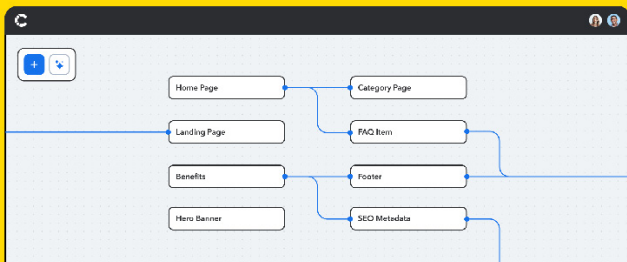 Home Page
Category Page
Landing Page
FAQ Item
Benefits
Footer
Hero Banner
SEO Metadata